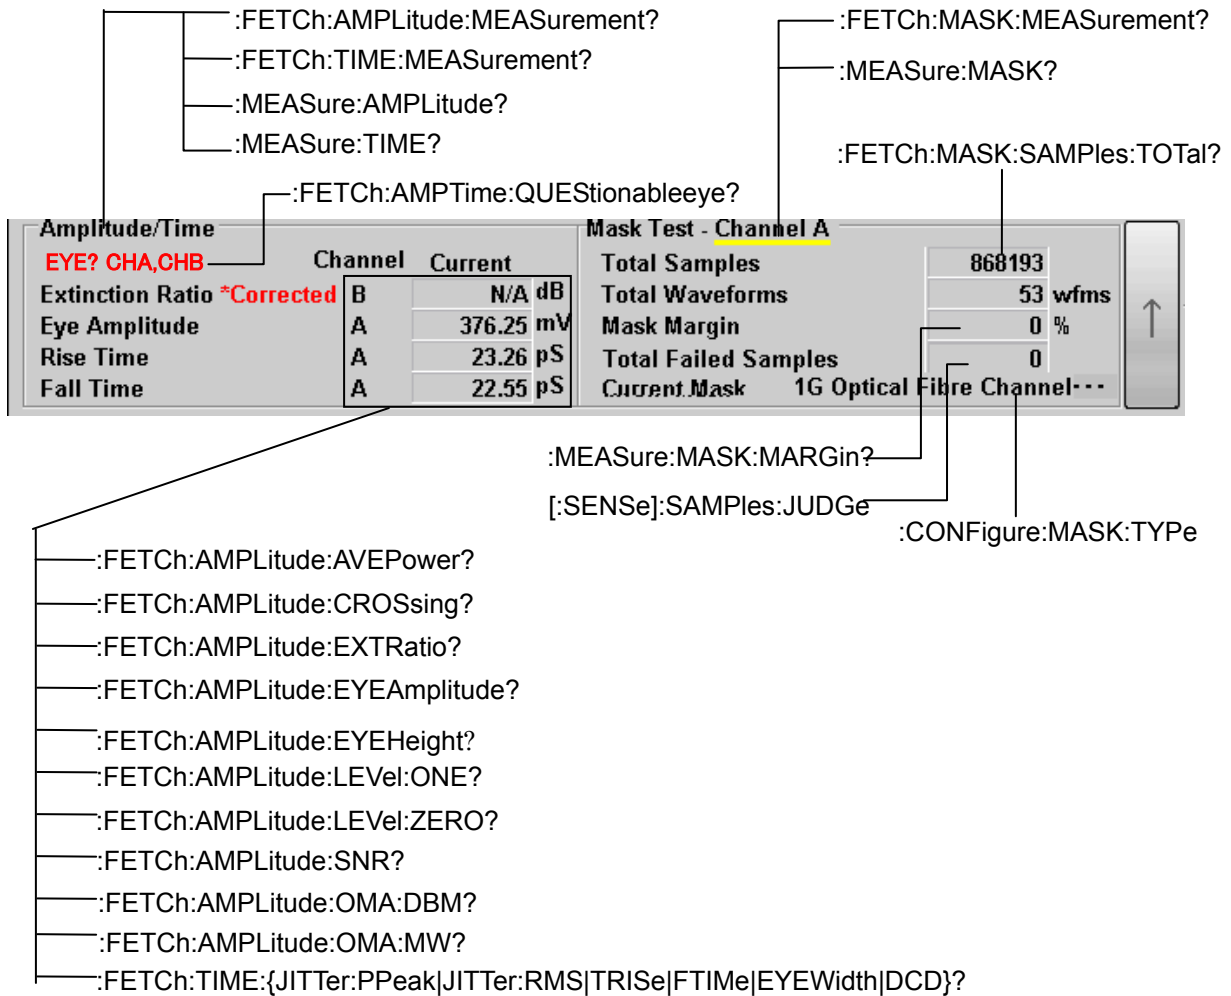 :FETCh:AMPLitude:MEASurement?
:FETCh:TIME:MEASurement?
:MEASure:AMPLitude?
:MEASure:TIME?
:FETCh:AMPTime:QUEStionableeye?
:FETCh:MASK:MEASurement?
:MEASure:MASK?
:FETCh:MASK:SAMPles:TOTal?
Amplitude/Time
EYE? CHA,CHB
Channel Current
Extinction Ratio *Corrected B N/A dB
Eye Amplitude A 376.25 mV
Rise Time A 23.26 pS
Fall Time A 22.55 pS
Mask Test - Channel A
Total Samples 868193
Total Waveforms 53 wfms
Mask Margin 0 %
Total Failed Samples 0
Current Mask 1G Optical Fibre Channel---
↑
:MEASure:MASK:MARGin?
[:SENSe]:SAMPles:JUDGe
:CONFigure:MASK:TYPe
:FETCh:AMPLitude:AVEPower?
:FETCh:AMPLitude:CROSsing?
:FETCh:AMPLitude:EXTRatio?
:FETCh:AMPLitude:EYEAmplitude?
:FETCh:AMPLitude:EYEHeight?
:FETCh:AMPLitude:LEVel:ONE?
:FETCh:AMPLitude:LEVel:ZERO?
:FETCh:AMPLitude:SNR?
:FETCh:AMPLitude:OMA:DBM?
:FETCh:AMPLitude:OMA:MW?
:FETCh:TIME:{JITTer:PPeak|JITTer:RMS|TRISe|FTIMe|EYEWidth|DCD}?